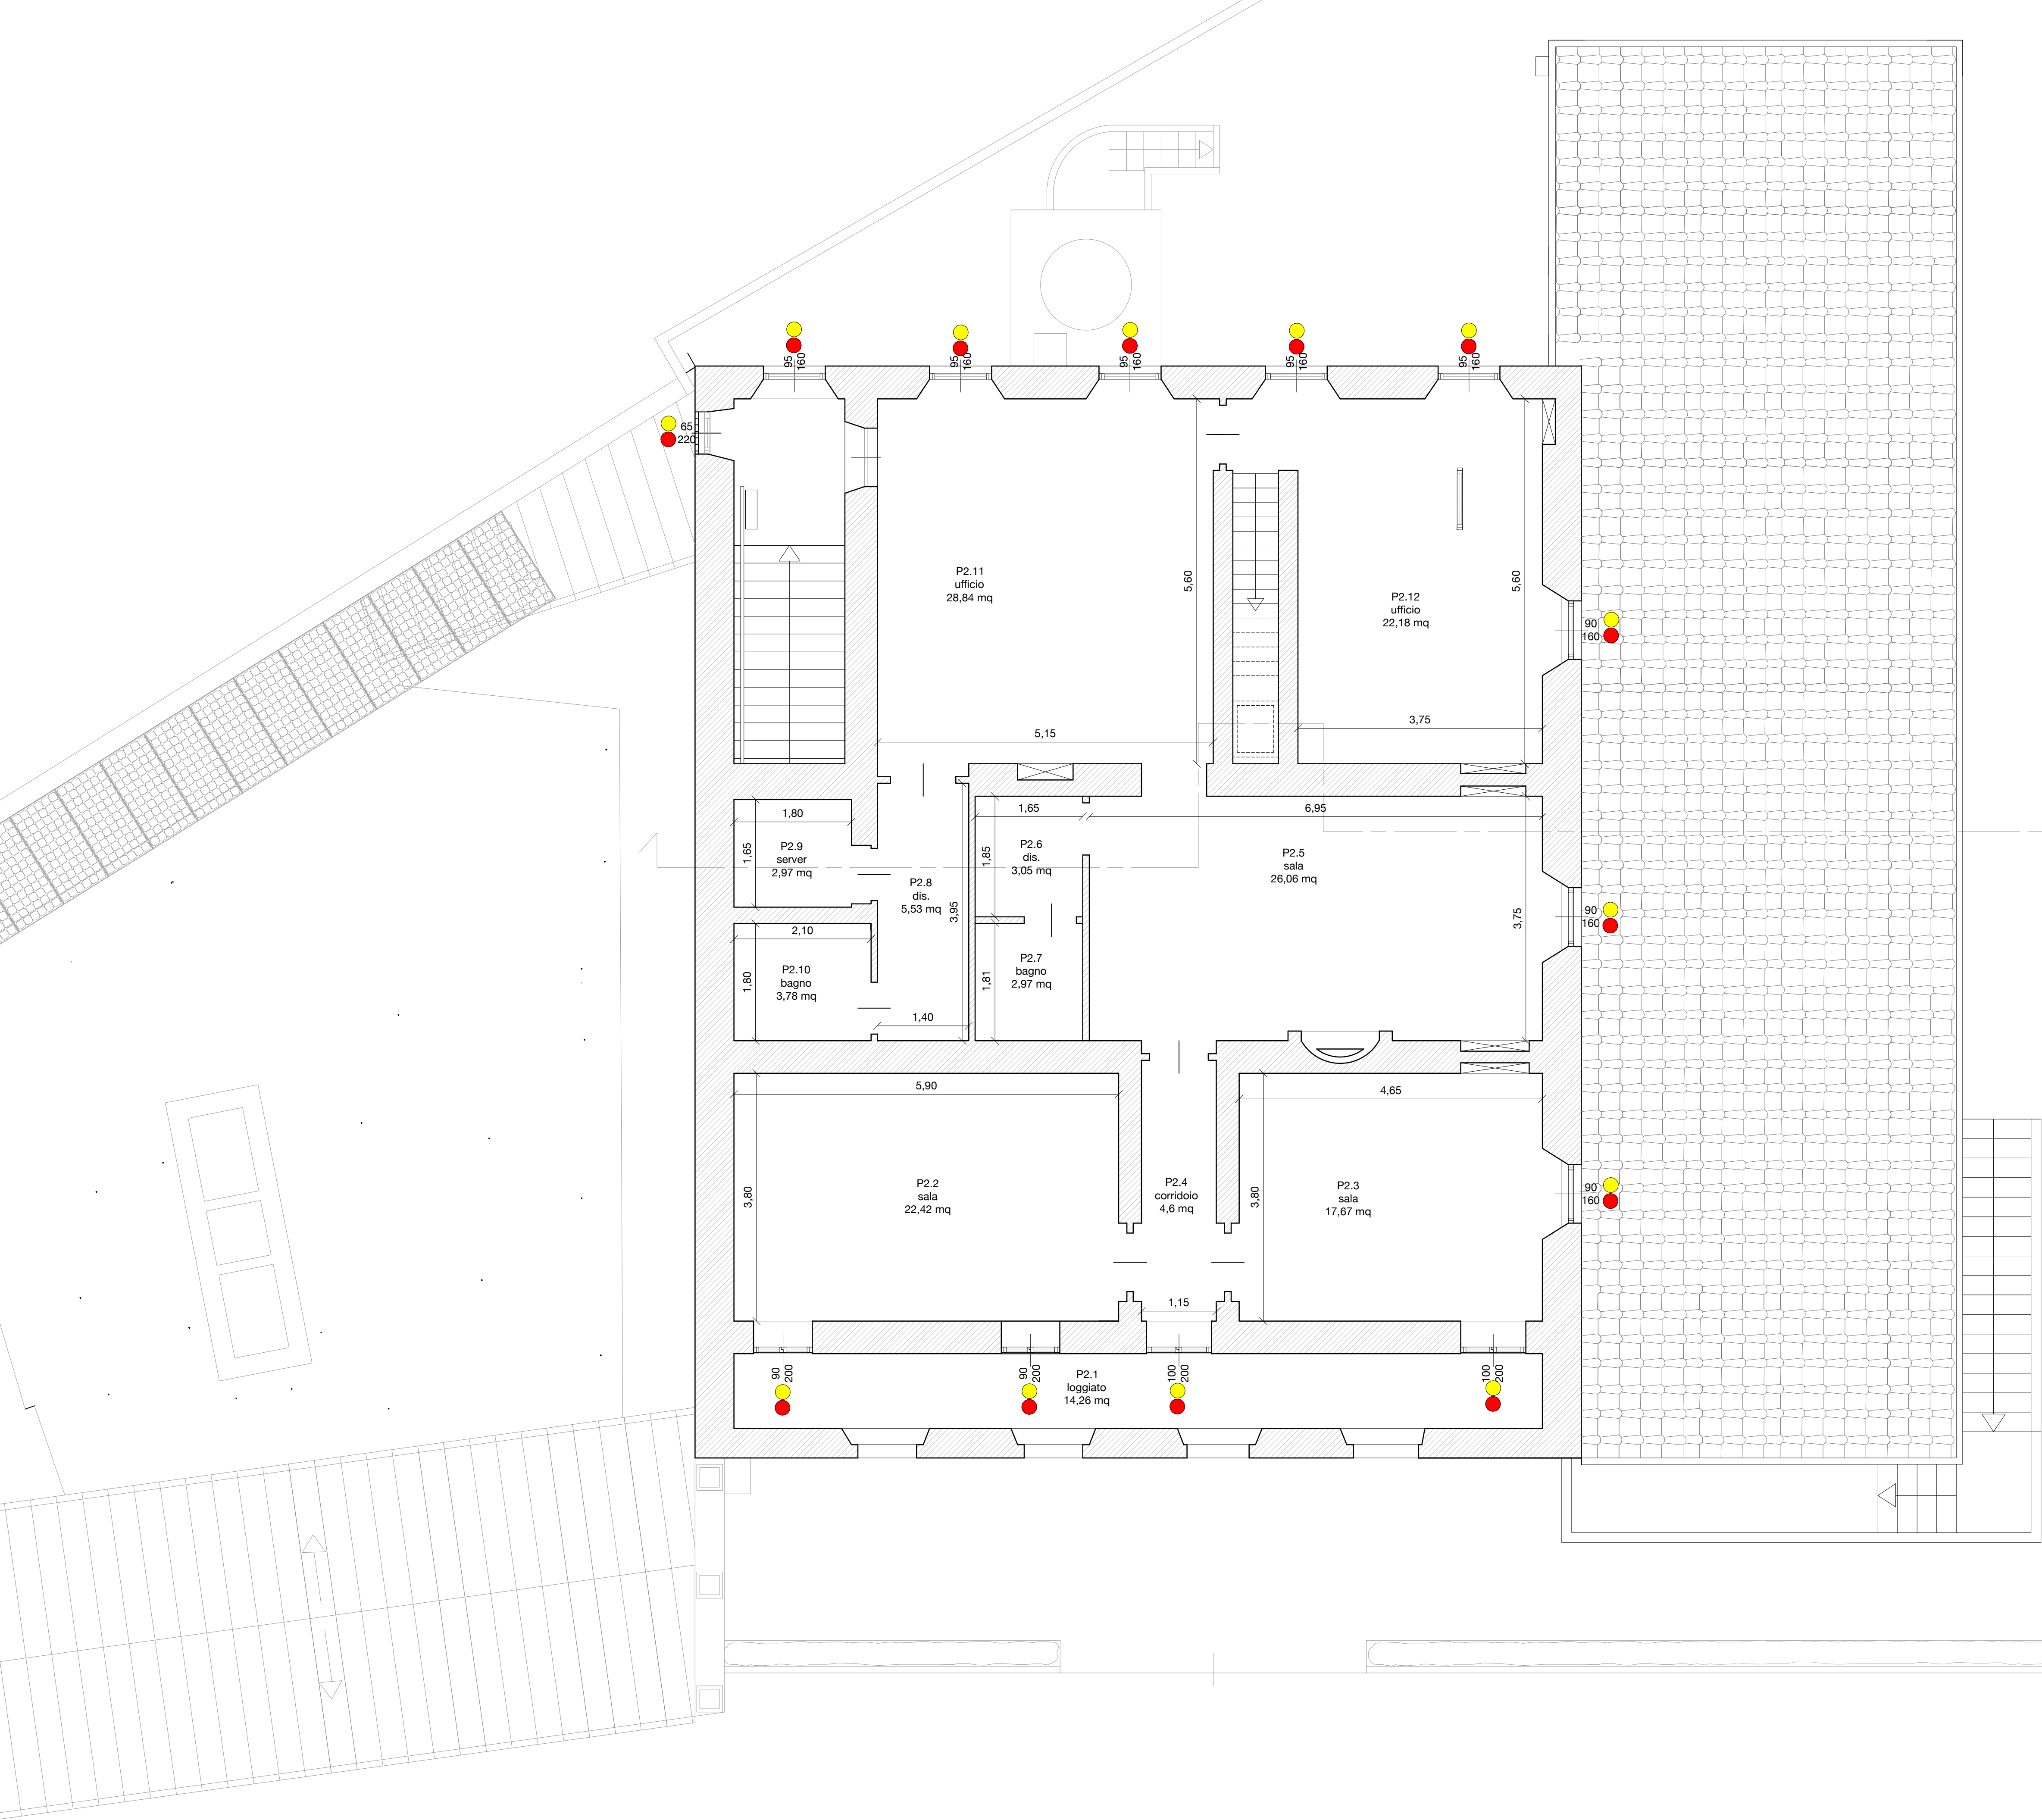 95
160
95
160
95
160
95
160
95
160
65
220
P2.11
ufficio
28,84 mq
5,60
5,60
P2.12
ufficio
22,18 mq
90
160
3,75
5,15
1,80
1,65
P2.9
server
2,97 mq
1,65
6,95
1,85
P2.6
dis.
3,05 mq
P2.5
sala
26,06 mq
P2.8
dis.
5,53 mq
3,95
90
160
3,75
2,10
1,80
P2.10
bagno
3,78 mq
1,81
P2.7
bagno
2,97 mq
1,40
5,90
4,65
3,80
P2.2
sala
22,42 mq
P2.4
corridoio
4,6 mq
3,80
P2.3
sala
17,67 mq
90
160
1,15
90
200
90
200
P2.1
loggiato
14,26 mq
100
200
100
200